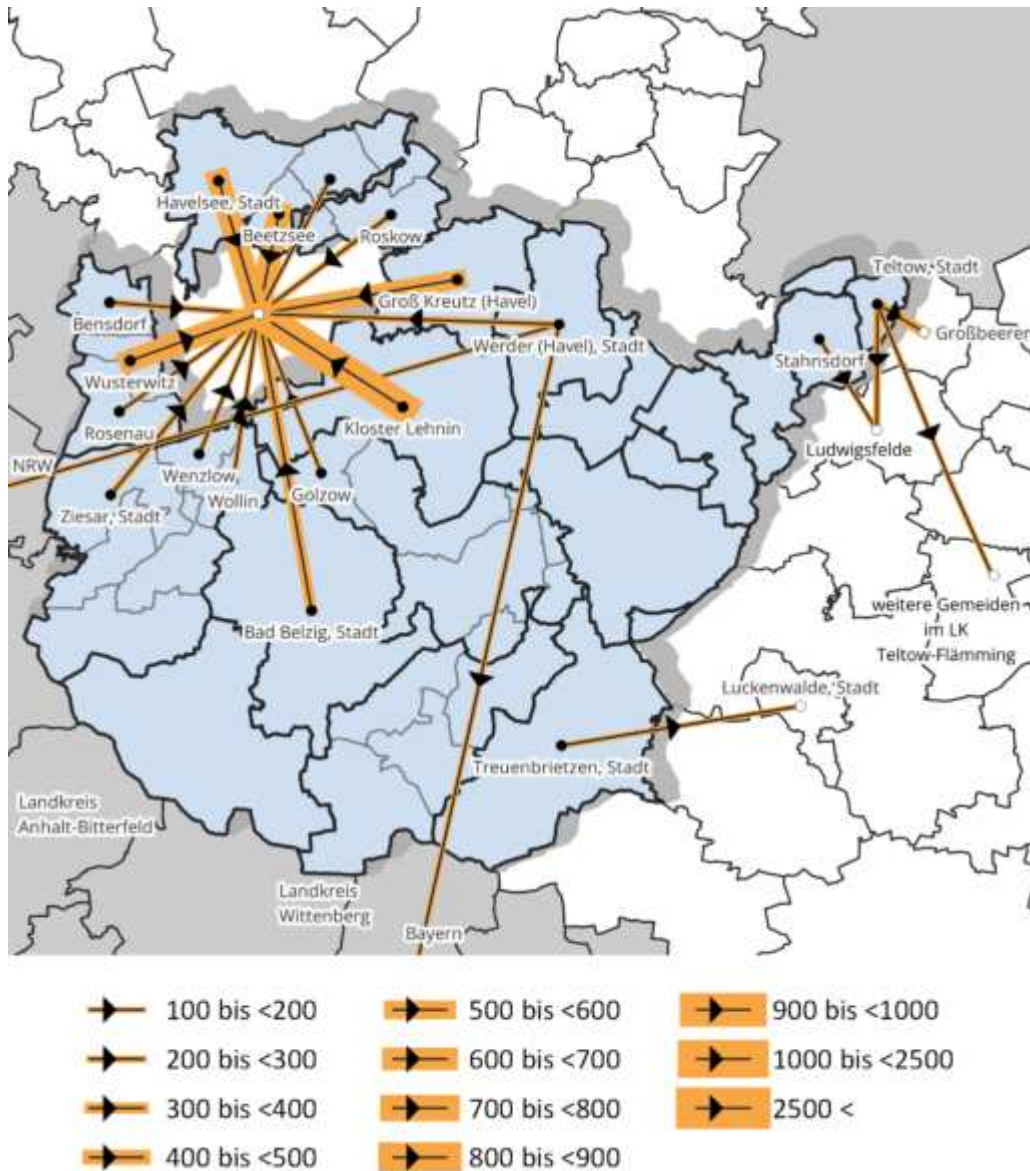 Havelsee, Stadt
Beetzsee
Roskow
Teltow, Stadt
Groß Kreutz (Havel)
Bensdorf
Großbeeren
Werder (Havel), Stadt
Stahnsdorf
Wusterwitz
Kloster Lehnin
Rosenau
Ludwigsfelde
NRW
Wenzlow,
Wollin
Golzow
Ziesar, Stadt
weitere Gemeiden
im LK
Teltow-Flämming
Bad Belzig, Stadt
Luckenwalde, Stadt
Treuenbrietzen, Stadt
Landkreis
Anhalt-Bitterfeld
Landkreis
Wittenberg
Bayern
100 bis <200
200 bis <300
300 bis <400
400 bis <500
500 bis <600
600 bis <700
700 bis <800
800 bis <900
900 bis <1000
1000 bis <2500
2500 <